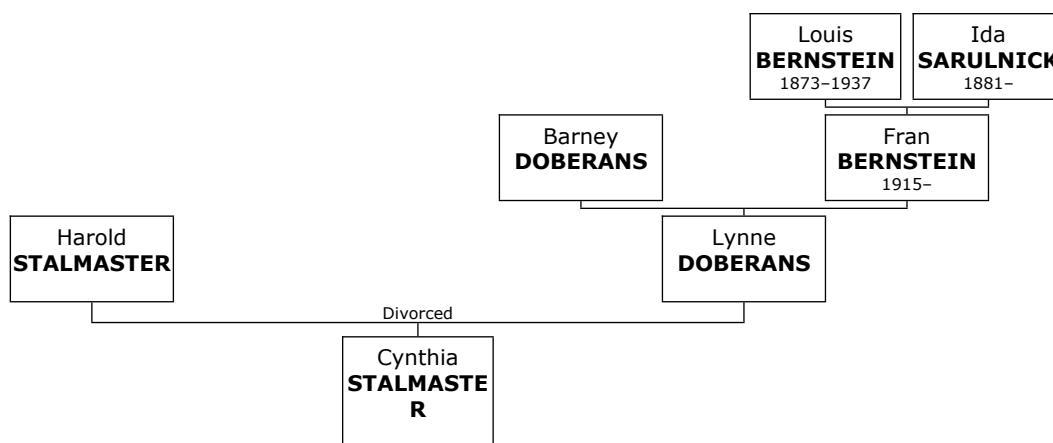 Louis
BERNSTEIN
1873–1937
Ida
SARULNICK
1881–
Barney
DOBERANS
Fran
BERNSTEIN
1915–
Harold
STALMASTER
Lynne
DOBERANS
Divorced
Cynthia
STALMASTE
R